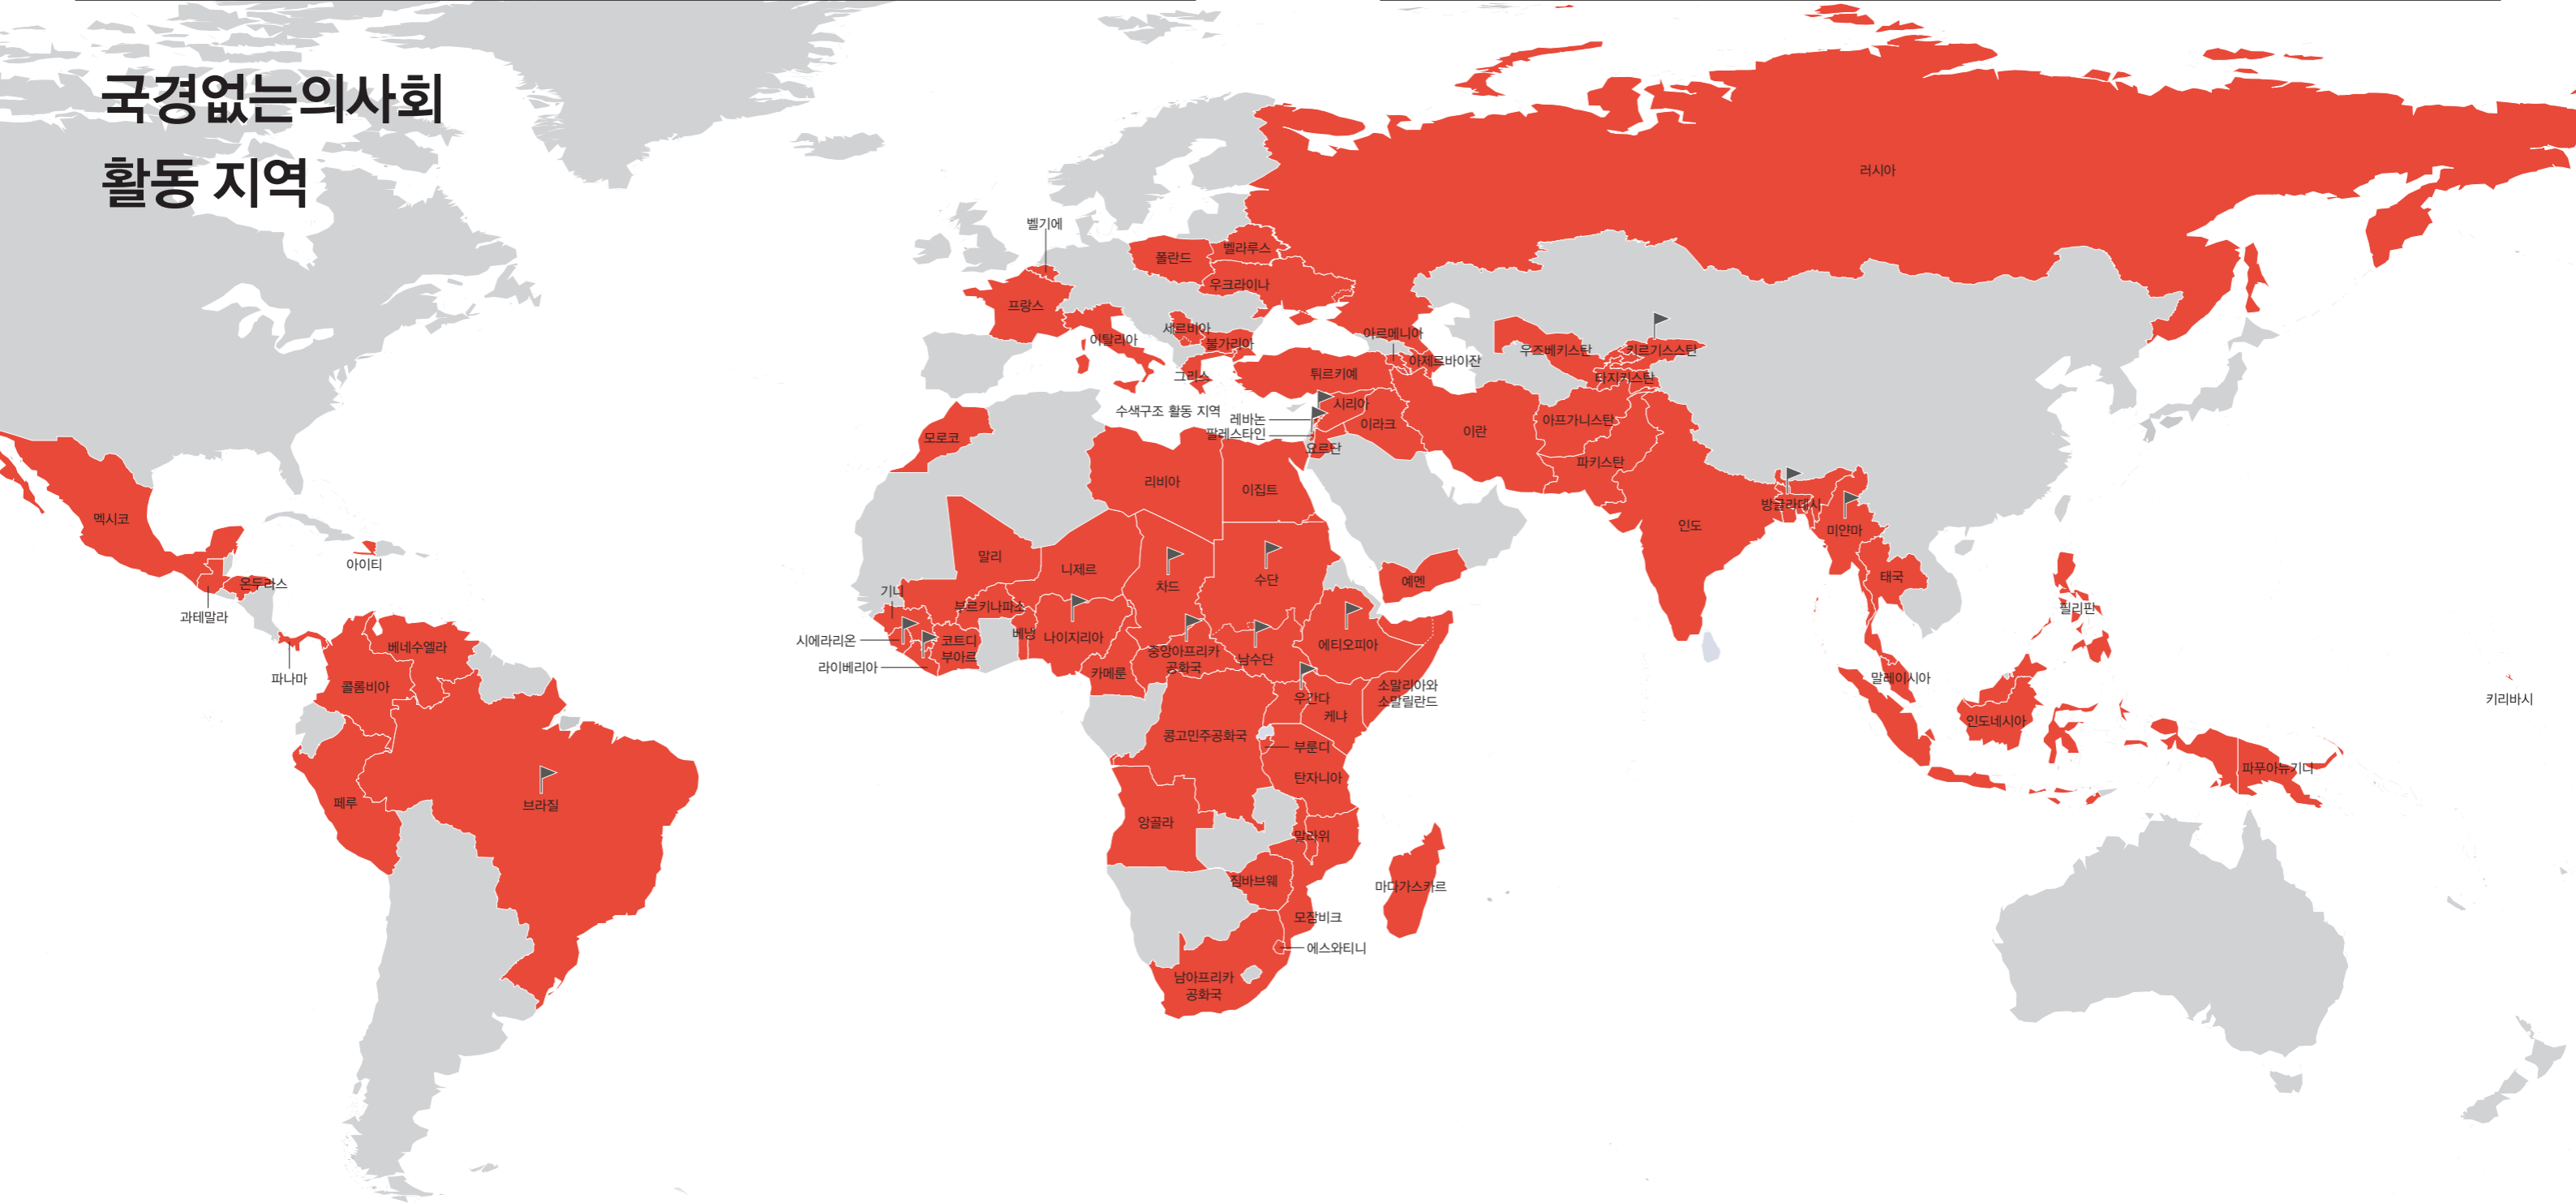 국경없는의사회
활동 지역
러시아
벨기에
폴란드
벨라루스
우크라이나
프랑스
이탈리아
세르비아
불가리아
그리스
아르메니아
아제르바이잔
튀르키예
우즈베키스탄
키르기스스탄
타지키스탄
수색구조 활동 지역
레바논
팔레스타인
시리아
이라크
요르단
이란
아프가니스탄
파키스탄
모로코
리비아
이집트
인도
방글라데시
미얀마
태국
필리핀
멕시코
아이티
온두라스
과테말라
파나마
베네수엘라
콜롬비아
페루
브라질
말리
니제르
차드
수단
예멘
기니
부르키나파소
시에라리온
라이베리아
코트디
부아르
베냉
나이지리아
카메룬
중앙아프리카
공화국
남수단
에티오피아
소말리아와
소말릴란드
우간다
케냐
콩고민주공화국
부룬디
탄자니아
앙골라
말라위
짐바브웨
모잠비크
마다가스카르
에스와티니
남아프리카
공화국
말레이시아
인도네시아
파푸아뉴기니
키리바시